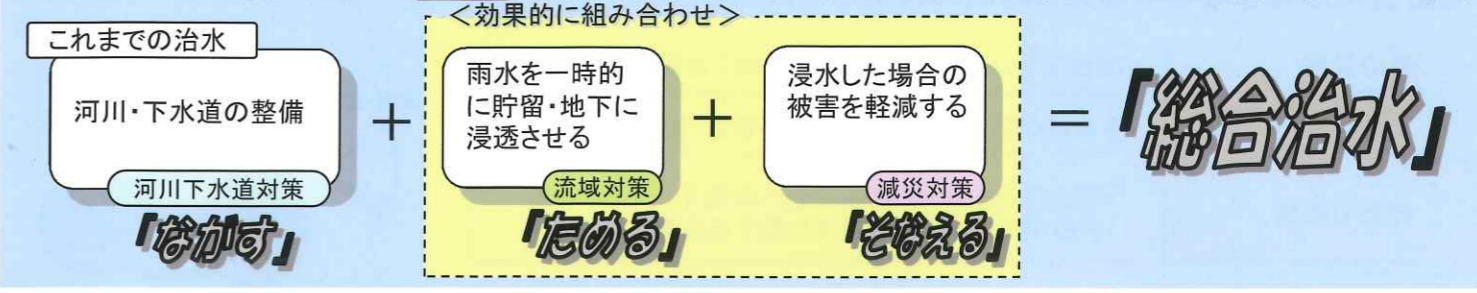 <効果的に組み合わせ>
これまでの治水
河川・下水道の整備
河川下水道対策
「ながす」
+
雨水を一時的
に貯留・地下に
浸透させる
流域対策
「ためる」
+
浸水した場合の
被害を軽減する
減災対策
「そなえる」
=「総合治水」